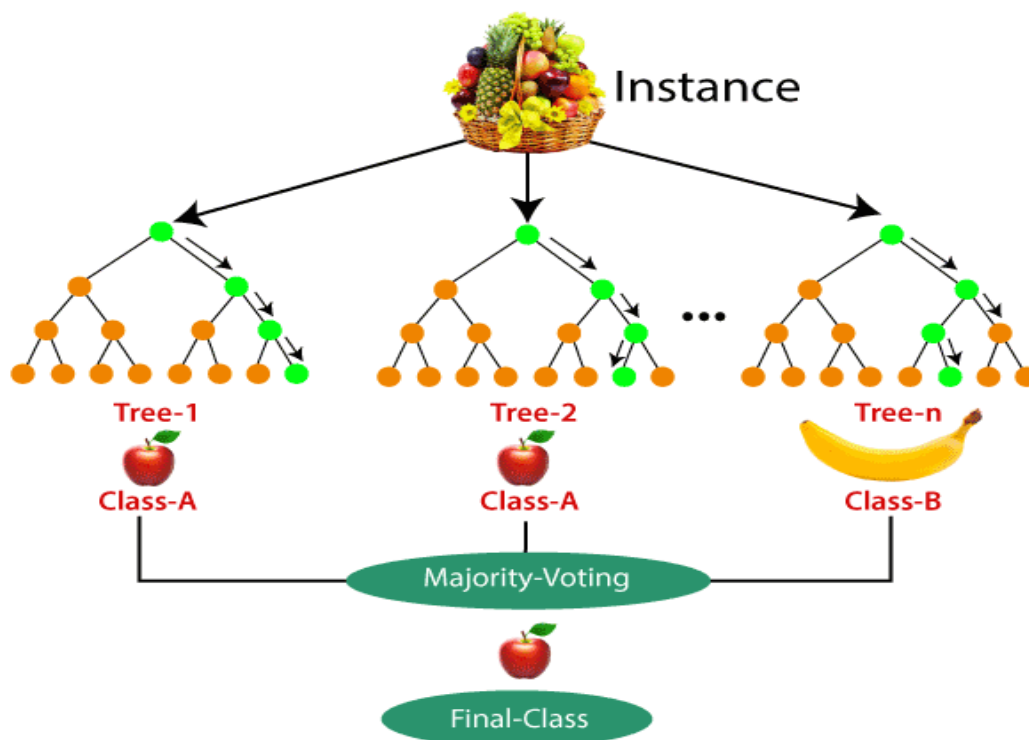 Instance
Tree-1
Tree-2
Tree-n
Class-A
Class-A
Class-B
Majority-Voting
Final-Class